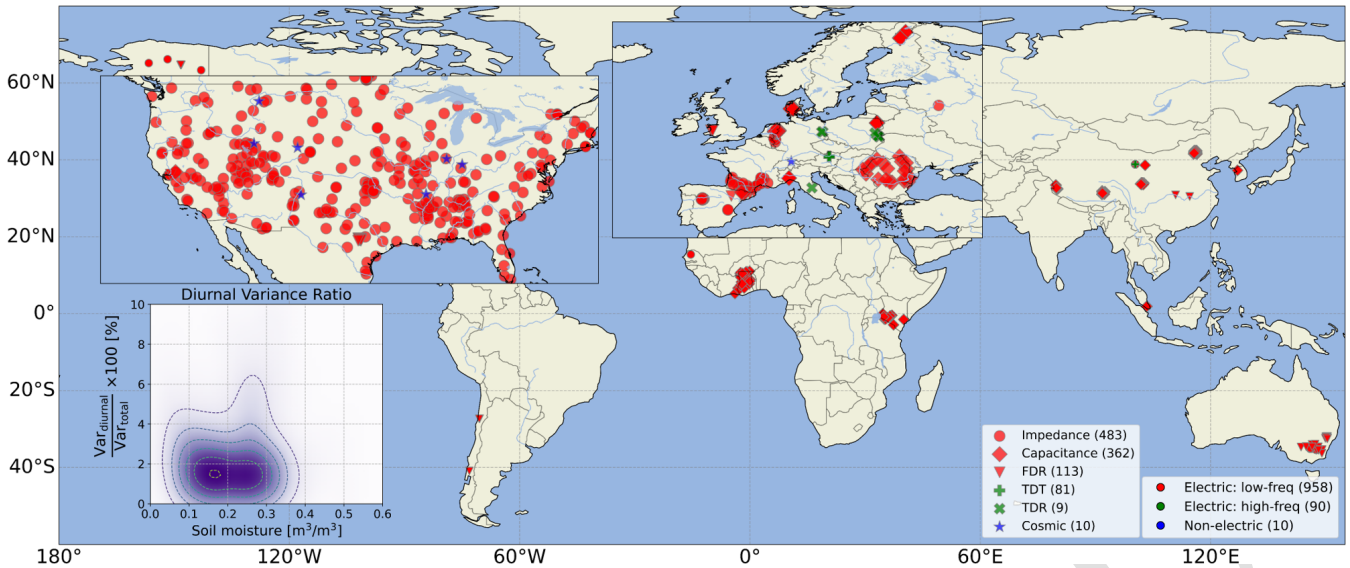 60°N
40°N
20°N
0°
20°S
40°S
180°
120°W
60°W
0°
60°E
120°E
Diurnal Variance Ratio
Var_diurnal / Var_total ×100 [%]
10
8
6
4
2
0
0.0 0.1 0.2 0.3 0.4 0.5 0.6
Soil moisture [m³/m³]
Impedance (483)
Capacitance (362)
FDR (113)
TDT (81)
TDR (9)
Cosmic (10)
Electric: low-freq (958)
Electric: high-freq (90)
Non-electric (10)